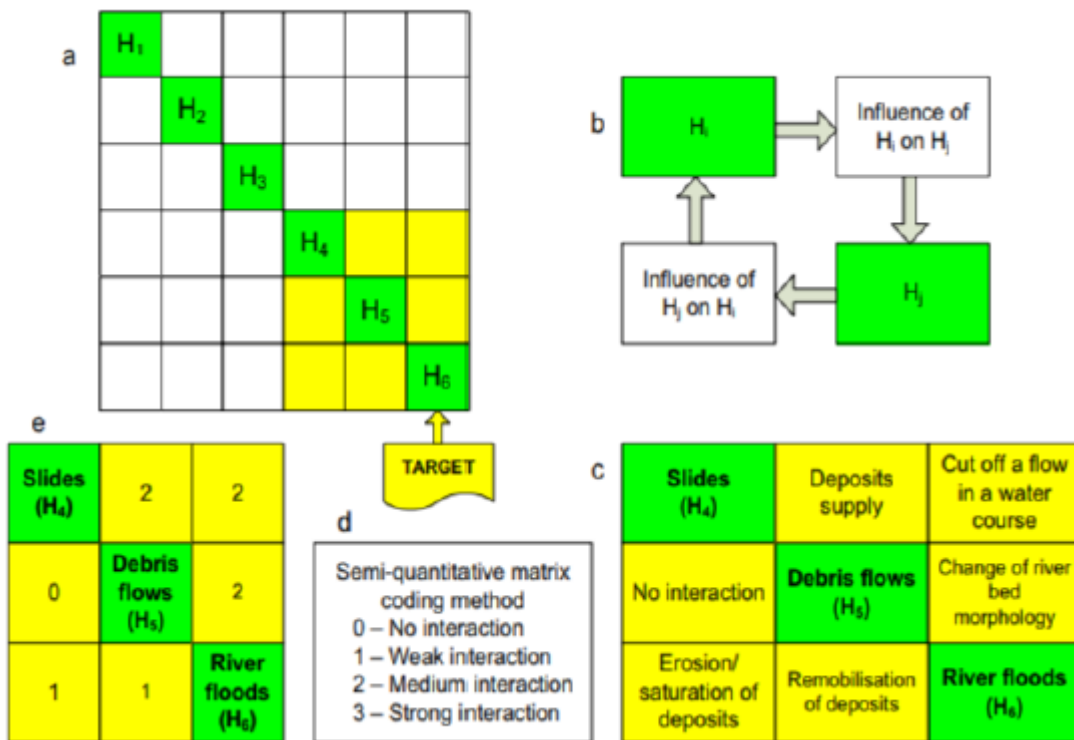 a
H₁
H₂
H₃
H₄
H₅
H₆
TARGET
b
Hᵢ
Influence of
Hᵢ on Hⱼ
Influence of
Hⱼ on Hᵢ
Hⱼ
e
Slides
(H₄)
2
2
0
Debris
flows
(H₅)
2
1
1
River
floods
(H₆)
d
Semi-quantitative matrix
coding method
0 – No interaction
1 – Weak interaction
2 – Medium interaction
3 – Strong interaction
c
Slides
(H₄)
Deposits
supply
Cut off a flow
in a water
course
No interaction
Debris flows
(H₅)
Change of river
bed
morphology
Erosion/
saturation of
deposits
Remobilisation
of deposits
River floods
(H₆)